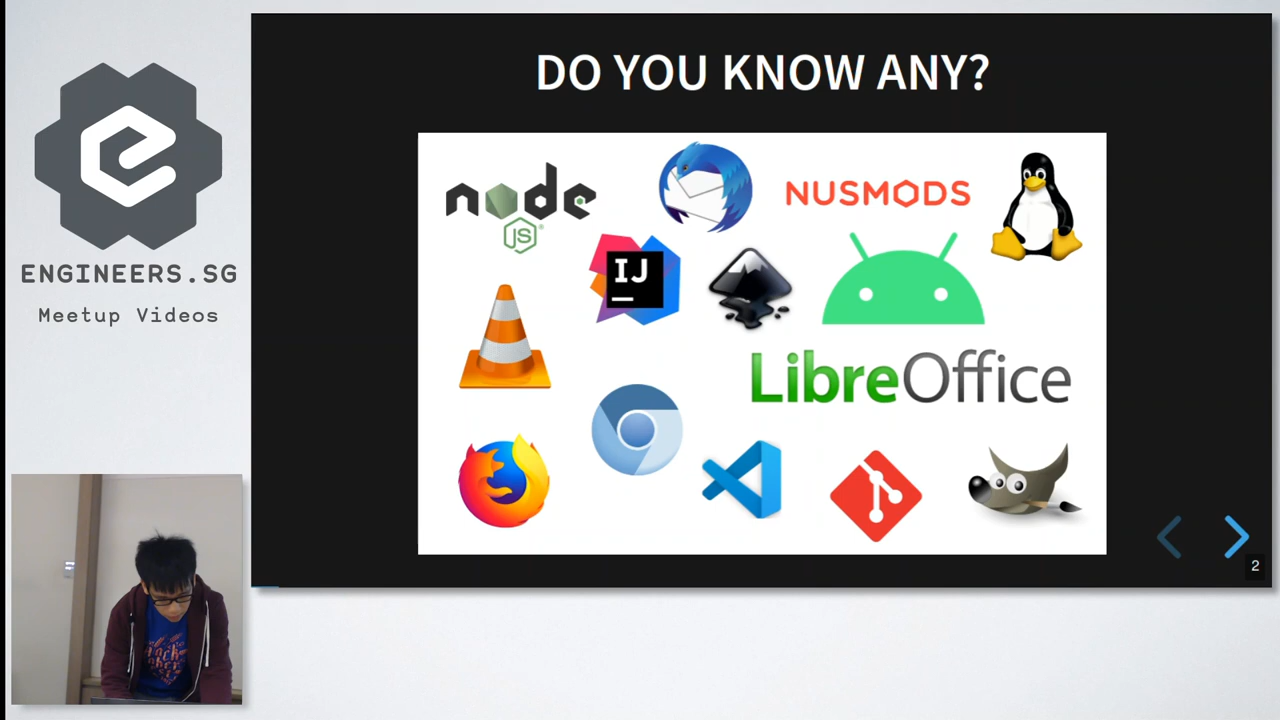 ENGINEERS.SG
Meetup Videos
DO YOU KNOW ANY?
node
JS
NUSMODS
IJ
LibreOffice
2